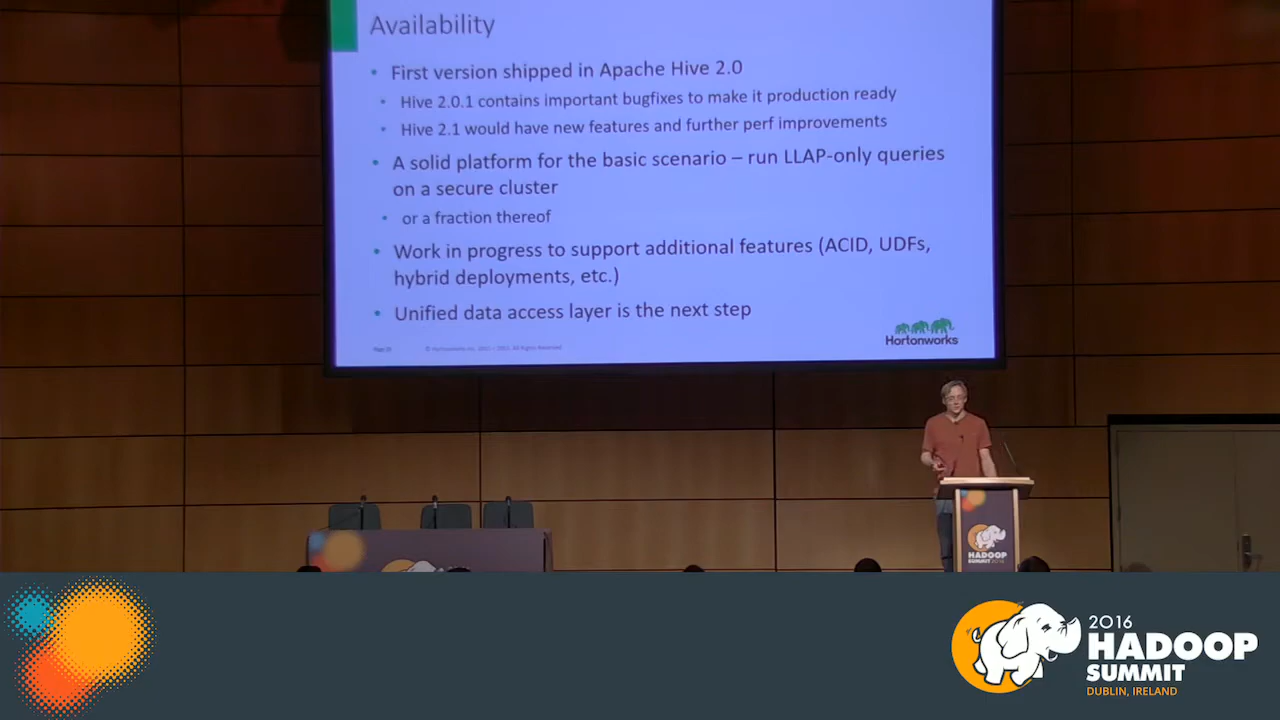 Availability
• First version shipped in Apache Hive 2.0
• Hive 2.0.1 contains important bugfixes to make it production ready
• Hive 2.1 would have new features and further perf improvements
• A solid platform for the basic scenario – run LLAP-only queries
on a secure cluster
• or a fraction thereof
• Work in progress to support additional features (ACID, UDFs,
hybrid deployments, etc.)
• Unified data access layer is the next step
Hortonworks
HADOOP
SUMMIT 2016
2016
HADOOP
SUMMIT
DUBLIN, IRELAND